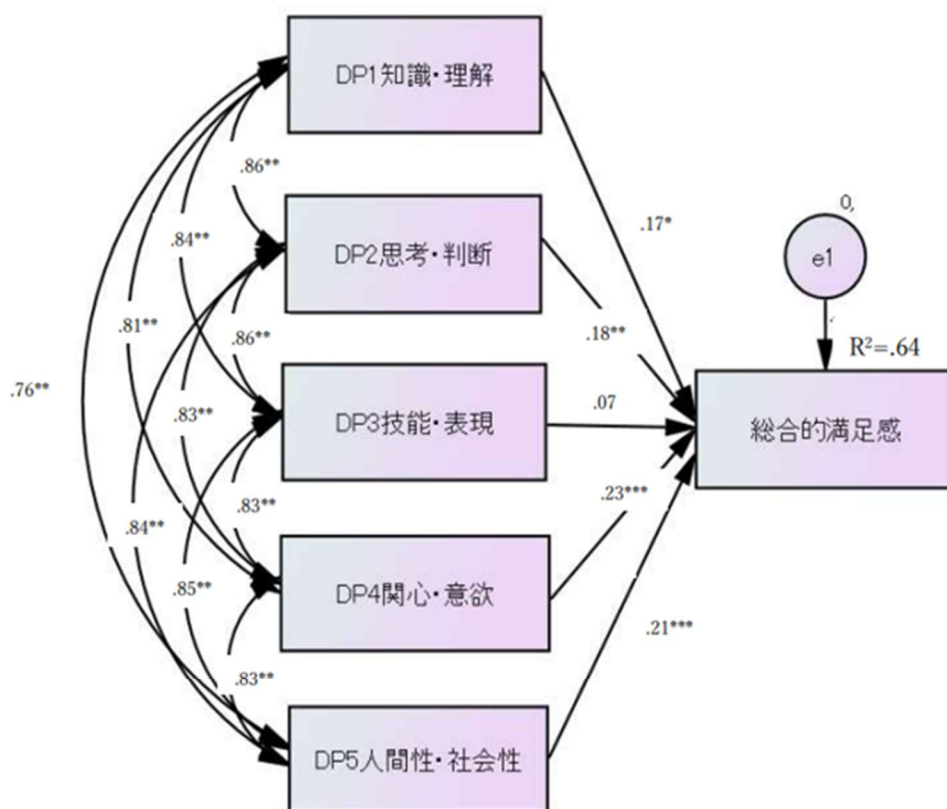 DP1知識・理解
.86**
0,
.84**
.17*
DP2思考・判断
e1
.81**
.86**
.18**
R²=.64
.76**
.83**
DP3技能・表現
.07
総合的満足感
.83**
.23***
.84**
.85**
DP4関心・意欲
.21***
.83**
DP5人間性・社会性